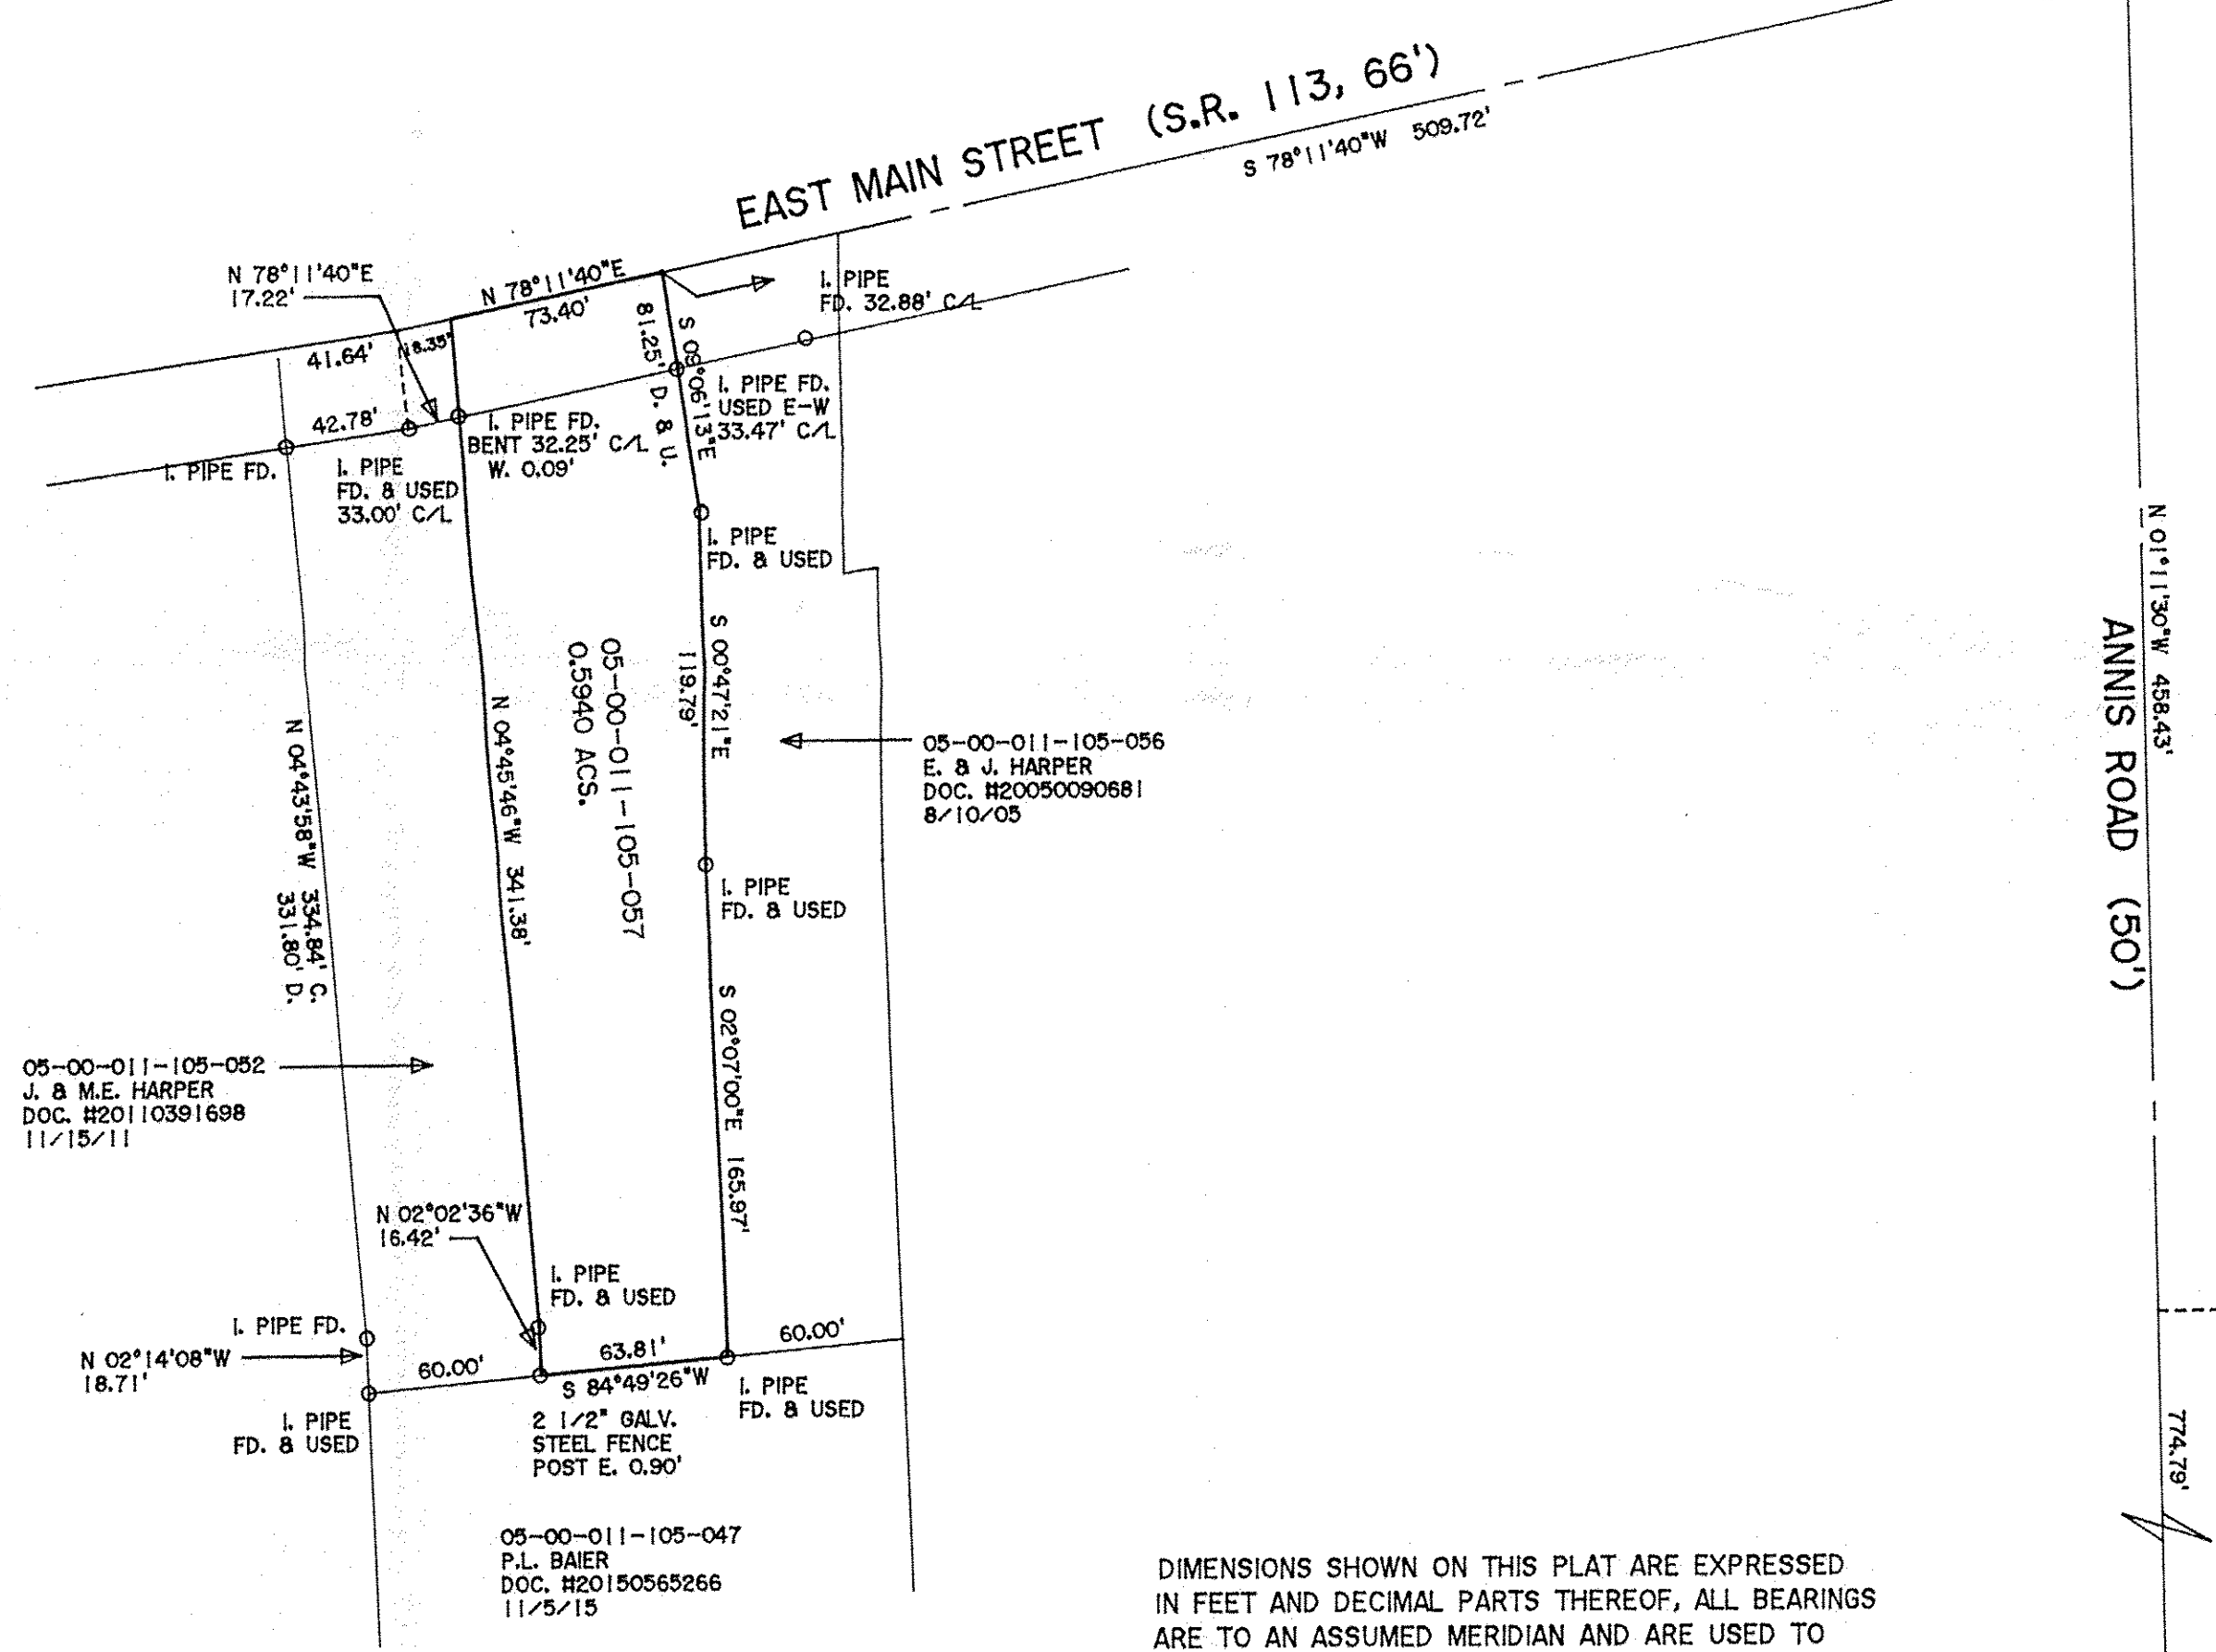 EAST MAIN STREET (S.R. 113, 66')
S 78°11'40"W 509.72'
N 78°11'40"E
17.22'
N 78°11'40"E
73.40'
I. PIPE
FD. 32.88' C/L
41.64'
18.35'
81.25' D. & U.
S 09°06'13"E
42.78'
I. PIPE FD.
I. PIPE
FD. & USED
33.00' C/L
I. PIPE FD.
BENT 32.25' C/L
W. 0.09'
I. PIPE FD.
USED E-W
33.47' C/L
I. PIPE
FD. & USED
N 01°11'30"W 458.43'
ANNIS ROAD (50')
S 00°47'21"E
119.79'
05-00-011-105-057
0.5940 ACS.
N 04°45'46"W 341.38'
N 04°43'58"W 334.84' C.
331.80' D.
05-00-011-105-056
E. & J. HARPER
DOC. #20050090681
8/10/05
I. PIPE
FD. & USED
S 02°07'00"E 165.97'
05-00-011-105-052
J. & M.E. HARPER
DOC. #20110391698
11/15/11
N 02°02'36"W
16.42'
I. PIPE
FD. & USED
I. PIPE FD.
N 02°14'08"W
18.71'
60.00'
63.81'
S 84°49'26"W
60.00'
I. PIPE
FD. & USED
I. PIPE
FD. & USED
2 1/2" GALV.
STEEL FENCE
POST E. 0.90'
774.79'
05-00-011-105-047
P.L. BAIER
DOC. #20150565266
11/5/15
DIMENSIONS SHOWN ON THIS PLAT ARE EXPRESSED
IN FEET AND DECIMAL PARTS THEREOF, ALL BEARINGS
ARE TO AN ASSUMED MERIDIAN AND ARE USED TO